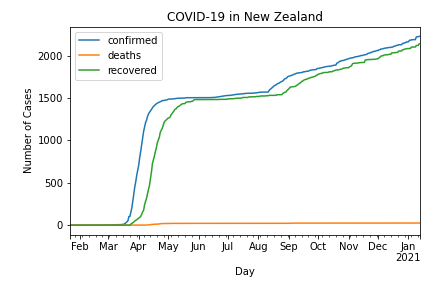 COVID-19 in New Zealand
confirmed
deaths
recovered
Number of Cases
2000
1500
1000
500
0
Feb Mar Apr May Jun Jul Aug Sep Oct Nov Dec Jan
2021
Day